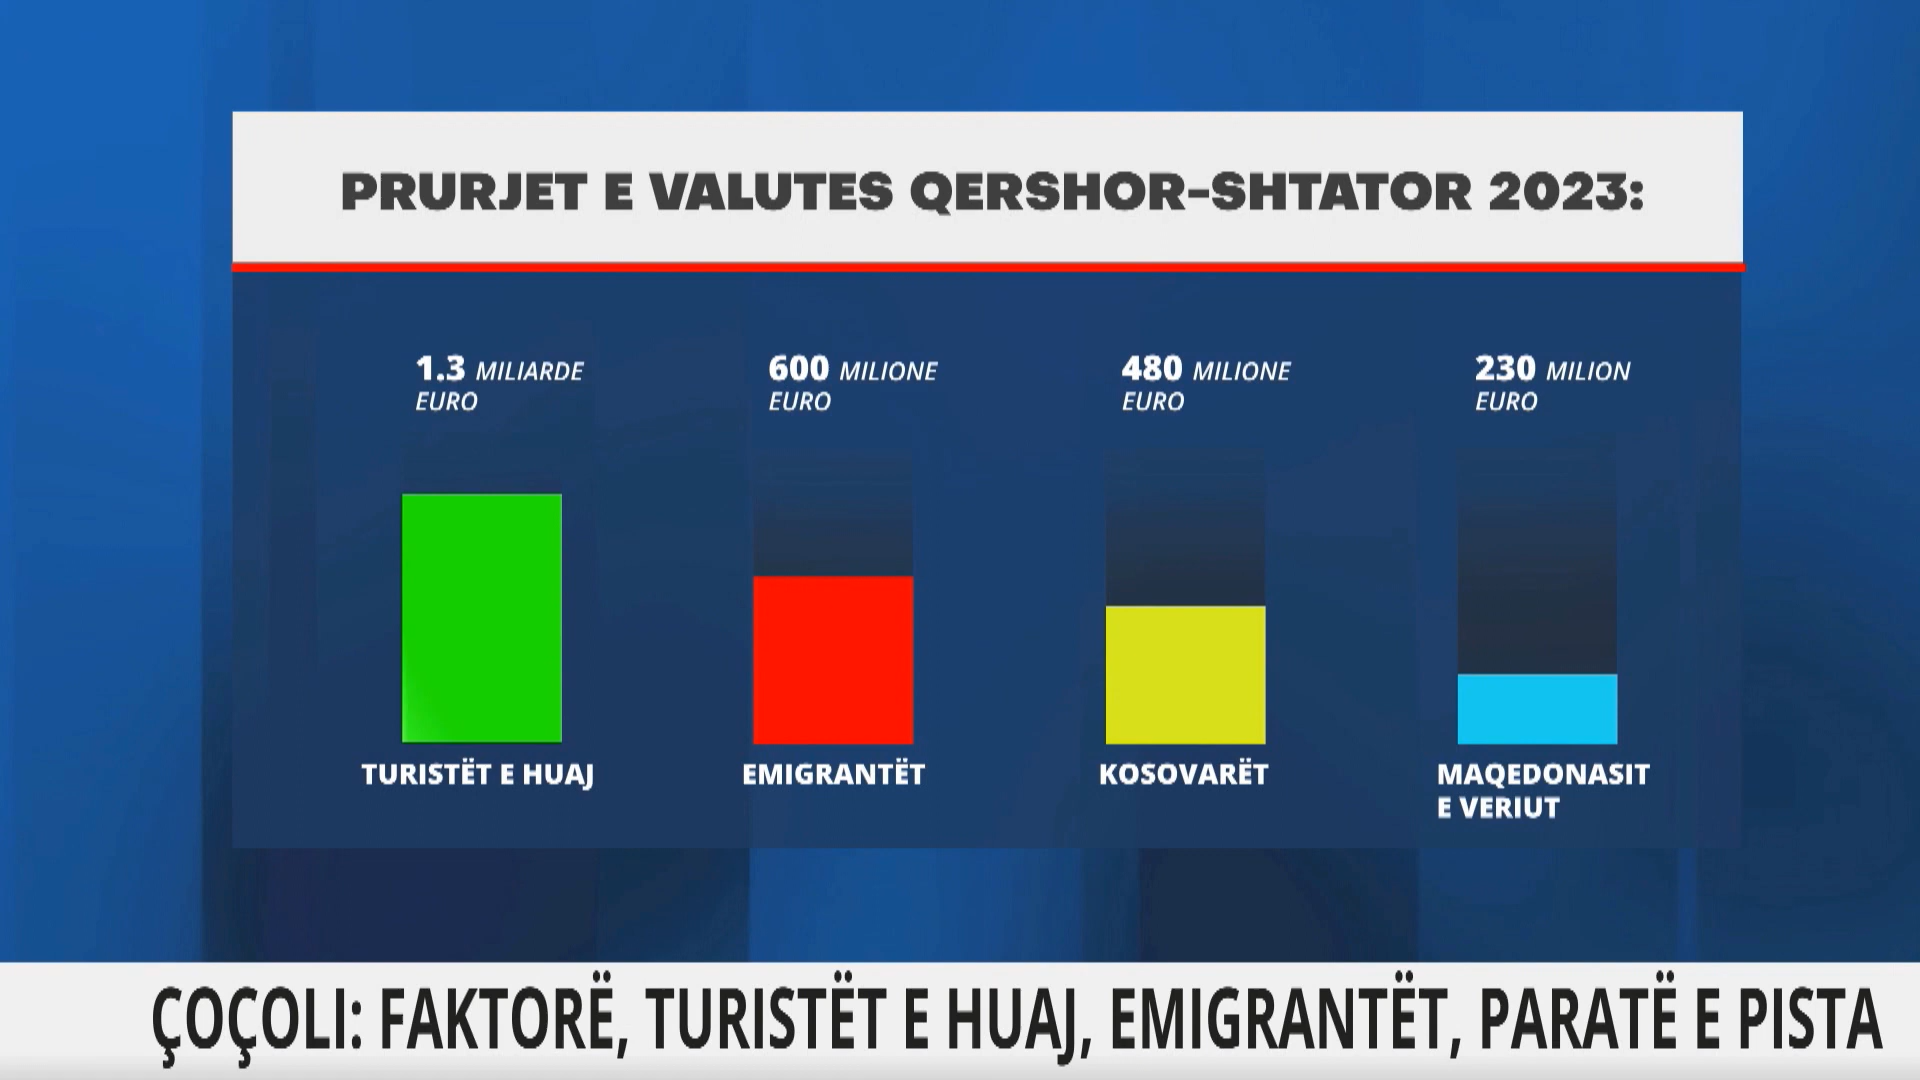 PRURJET E VALUTES QERSHOR-SHTATOR 2023:
1.3 MILIARDE
EURO
600 MILIONE
EURO
480 MILIONE
EURO
230 MILION
EURO
TURISTËT E HUAJ
EMIGRANTËT
KOSOVARËT
MAQEDONASIT
E VERIUT
ÇOÇOLI: FAKTORË, TURISTËT E HUAJ, EMIGRANTËT, PARATË E PISTA